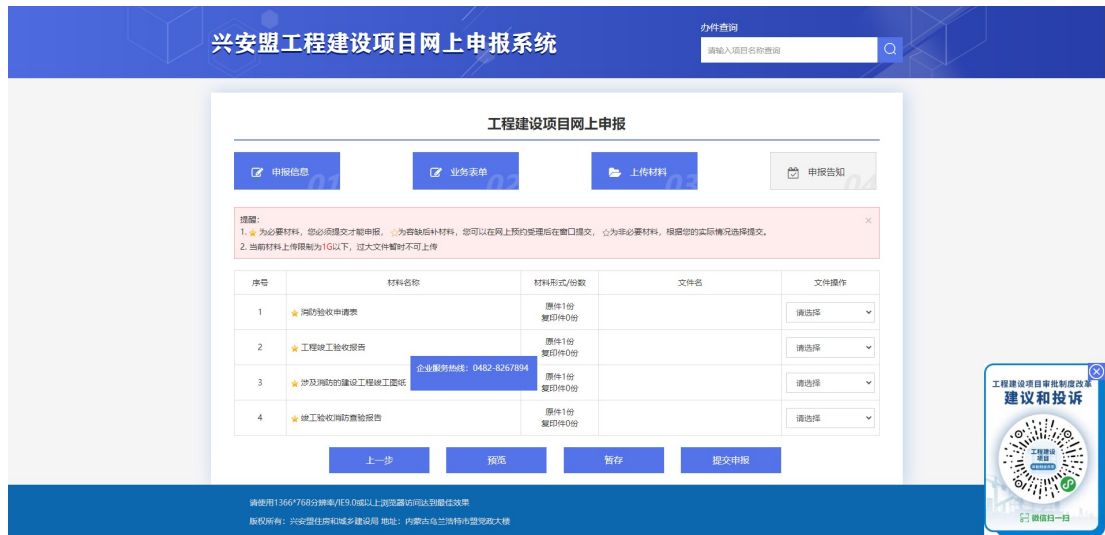 兴安盟工程建设项目网上申报系统
办件查询
请输入项目名称查询
工程建设项目网上申报
申报信息 01
业务表单 02
上传材料 03
申报告知 04
提醒：
1. 为必要材料，您必须提交才能申报， 为容缺后补材料，您可以在网上预约受理后在窗口提交， 为非必要材料，根据您的实际情况选择提交。
2. 当前材料上传限制为1G以下，过大文件暂时不可上传
序号 材料名称 材料形式/份数 文件名 文件操作
1 消防验收申请表 原件1份 请选择
复印件0份
2 工程竣工验收报告 原件1份 请选择
复印件0份
企业服务热线：0482-8267894
3 涉及消防的建设工程竣工图纸 原件1份 请选择
复印件0份
4 竣工验收消防查验报告 原件1份 请选择
复印件0份
上一步 预览 暂存 提交申报
工程建设项目审批制度改革
建议和投诉
工程建设
项目
微信扫一扫
请使用1366*768分辨率/IE9.0或以上浏览器访问达到最佳效果
版权所有：兴安盟住房和城乡建设局 地址：内蒙古乌兰浩特市盟党政大楼